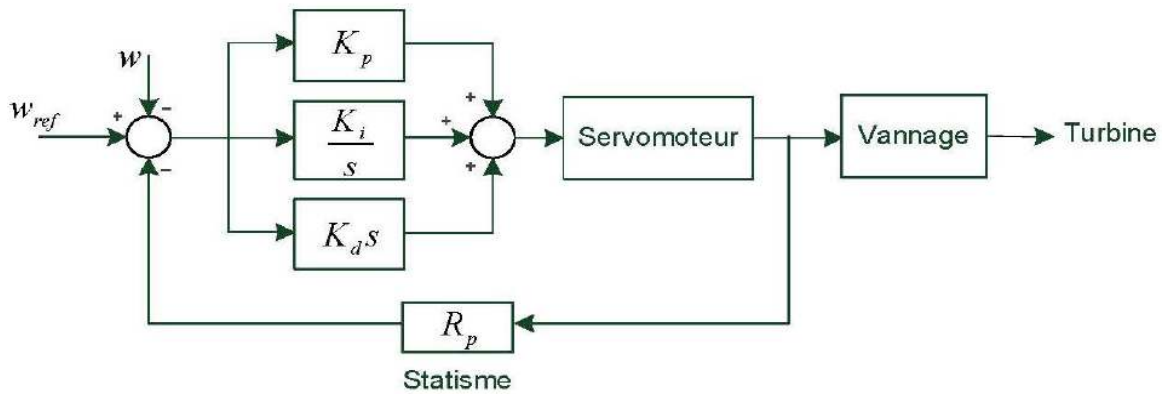 K_p
w
w_ref
+
−
−
K_i
s
+
+
+
Servomoteur
Vannage
Turbine
K_d s
R_p
Statisme